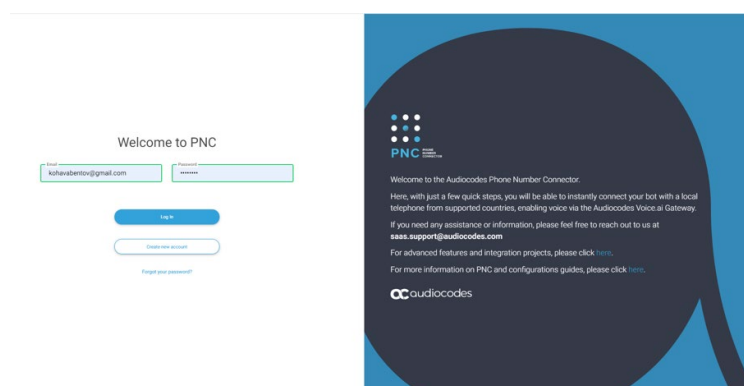 Welcome to PNC
Email
kohavabentov@gmail.com
Password
••••••••
Log in
Create new account
Forgot your password?
PNC PHONE NUMBER CONNECTOR
Welcome to the Audiocodes Phone Number Connector.
Here, with just a few quick steps, you will be able to instantly connect your bot with a local
telephone from supported countries, enabling voice via the Audiocodes Voice.ai Gateway.
If you need any assistance or information, please feel free to reach out to us at
saas.support@audiocodes.com
For advanced features and integration projects, please click here.
For more information on PNC and configurations guides, please click here.
audiocodes